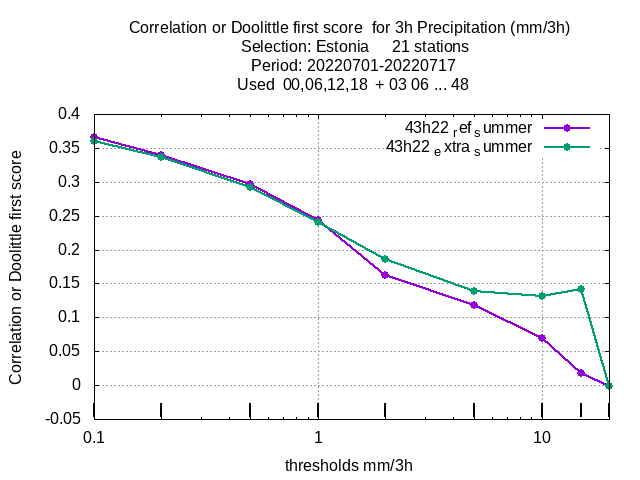 Correlation or Doolittle first score  for 3h Precipitation (mm/3h)
Selection: Estonia     21 stations
Period: 20220701-20220717
Used  00,06,12,18  + 03 06 ... 48
43h22 ref summer
43h22 extra summer
0.4
0.35
0.3
0.25
0.2
0.15
0.1
0.05
0
-0.05
Correlation or Doolittle first score
0.1 1 10
thresholds mm/3h